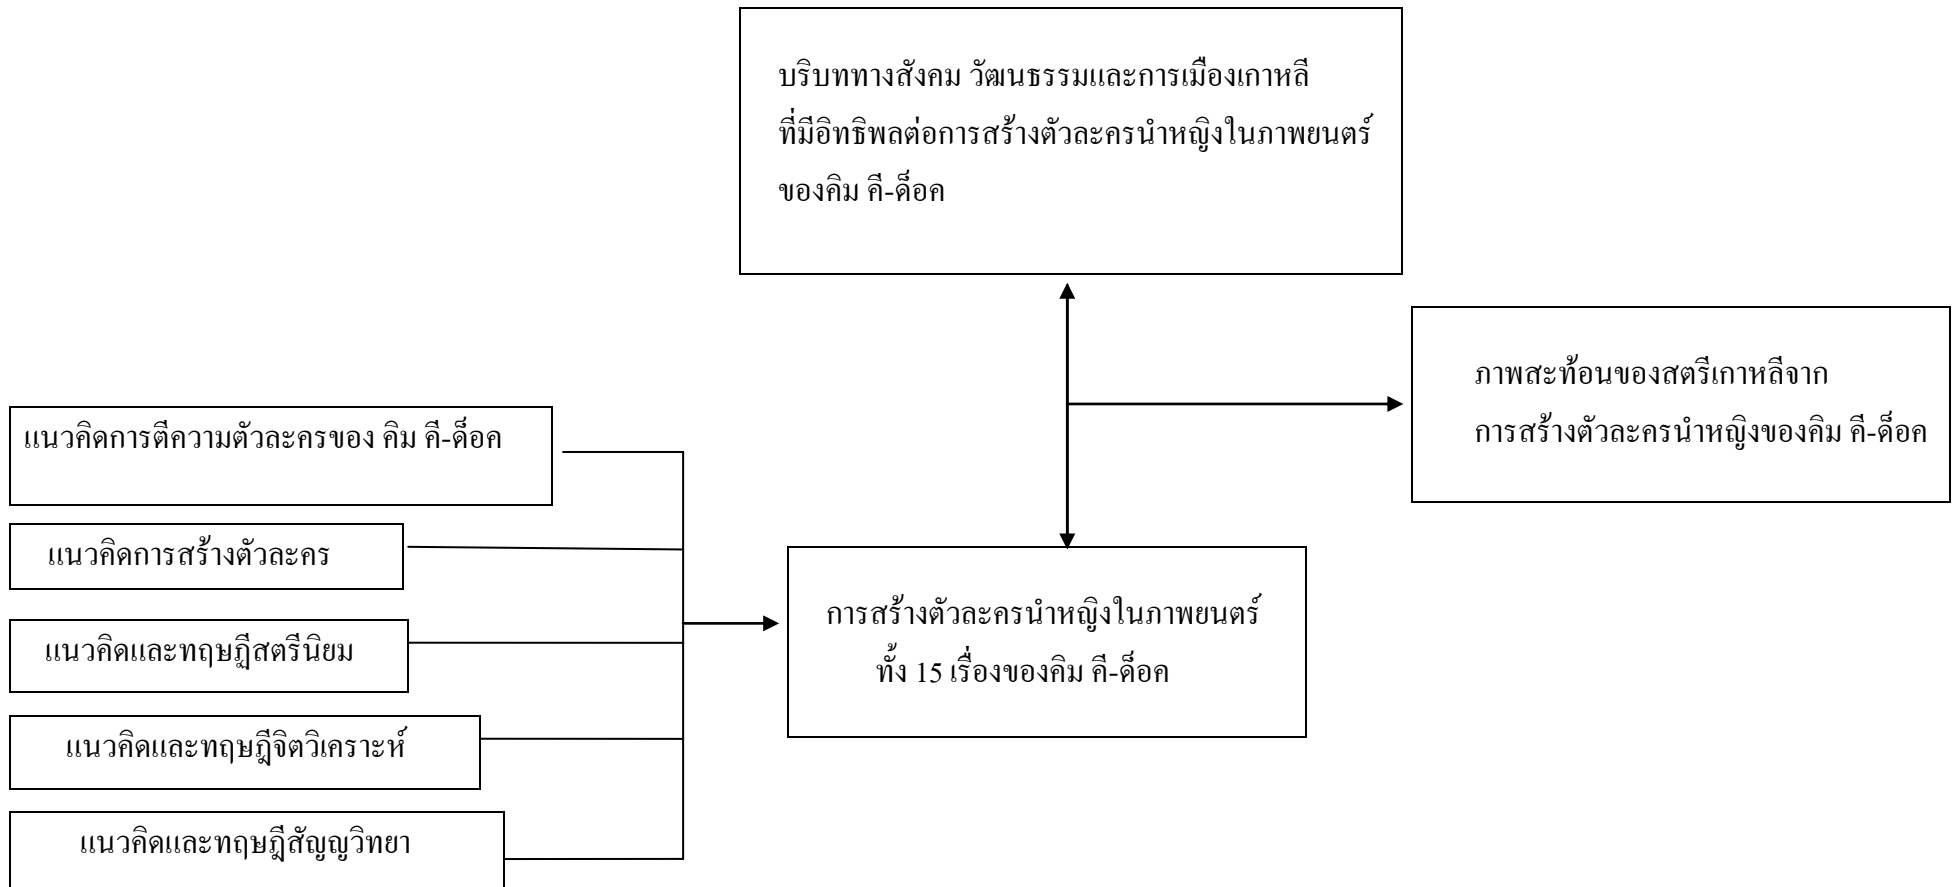 บริบททางสังคม วัฒนธรรมและการเมืองเกาหลี
ที่มีอิทธิพลต่อการสร้างตัวละครนำหญิงในภาพยนตร์
ของคิม คี-ด็อค
ภาพสะท้อนของสตรีเกาหลีจาก
การสร้างตัวละครนำหญิงของคิม คี-ด็อค
แนวคิดการตีความตัวละครของ คิม คี-ด็อค
แนวคิดการสร้างตัวละคร
แนวคิดและทฤษฎีสตรีนิยม
แนวคิดและทฤษฎีจิตวิเคราะห์
แนวคิดและทฤษฎีสัญญวิทยา
การสร้างตัวละครนำหญิงในภาพยนตร์
ทั้ง 15 เรื่องของคิม คี-ด็อค